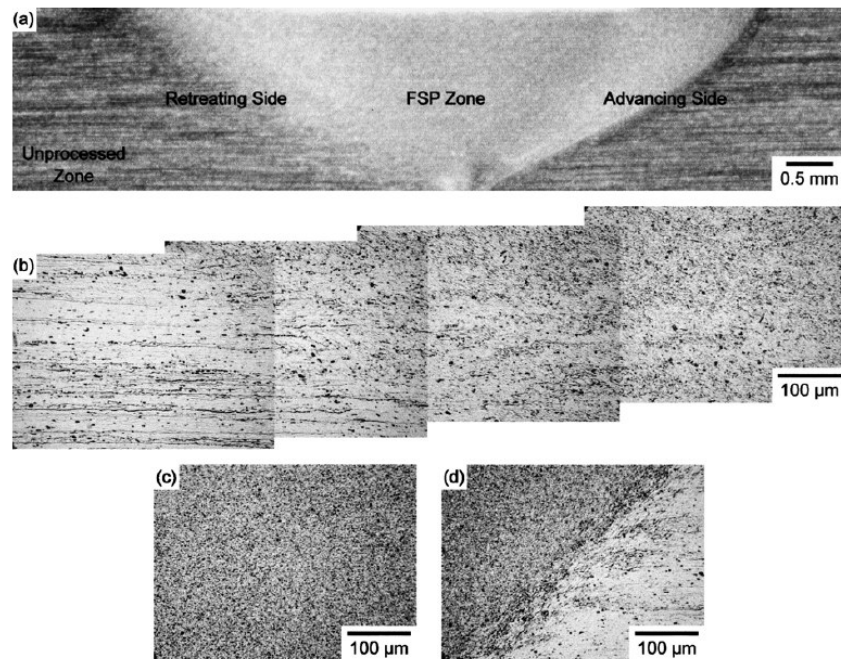 (a)
Retreating Side
FSP Zone
Advancing Side
Unprocessed
Zone
0.5 mm
(b)
100 µm
(c)
100 µm
(d)
100 µm